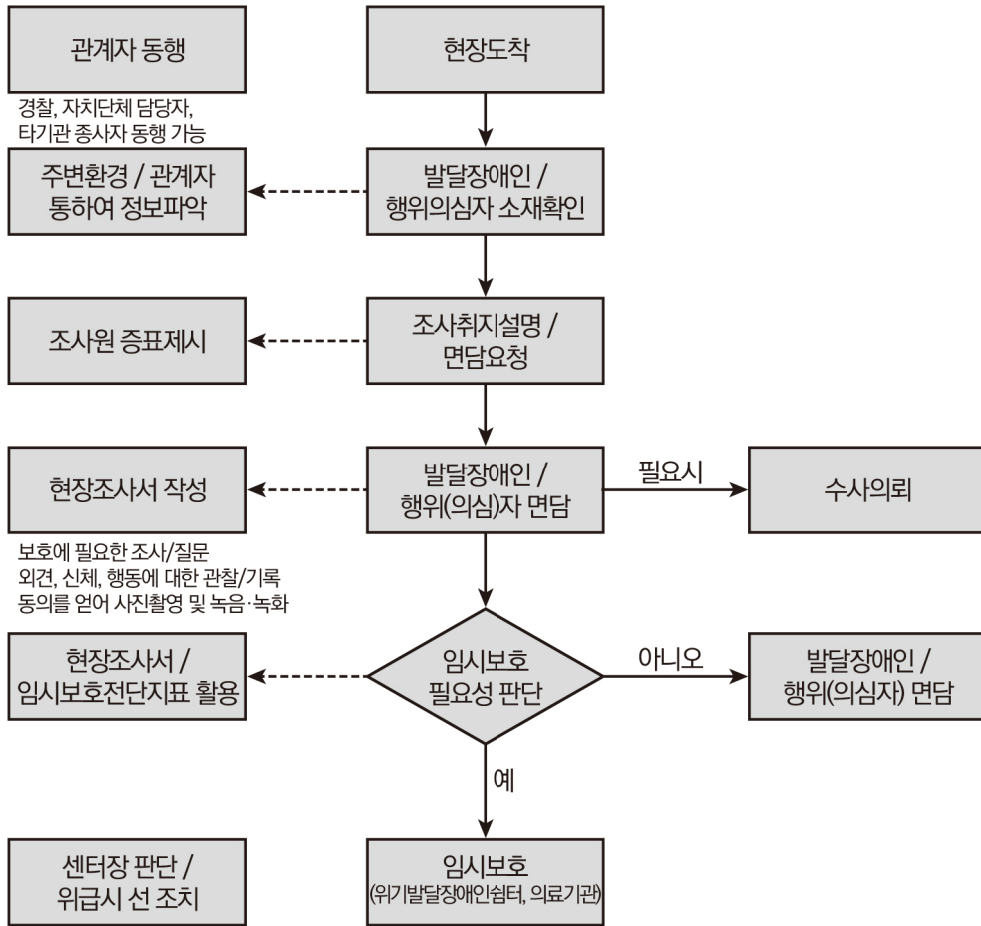 관계자 동행
현장도착
경찰, 자치단체 담당자,
타기관 종사자 동행 가능
주변환경 / 관계자
통하여 정보파악
발달장애인 /
행위의심자 소재확인
조사원 증표제시
조사취지설명 /
면담요청
현장조사서 작성
발달장애인 /
행위(의심)자 면담
필요시
수사의뢰
보호에 필요한 조사/질문
외견, 신체, 행동에 대한 관찰/기록
동의를 얻어 사진촬영 및 녹음·녹화
현장조사서 /
임시보호전단지표 활용
임시보호
필요성 판단
아니오
발달장애인 /
행위(의심자) 면담
예
센터장 판단 /
위급시 선 조치
임시보호
(위기발달장애인쉼터, 의료기관)